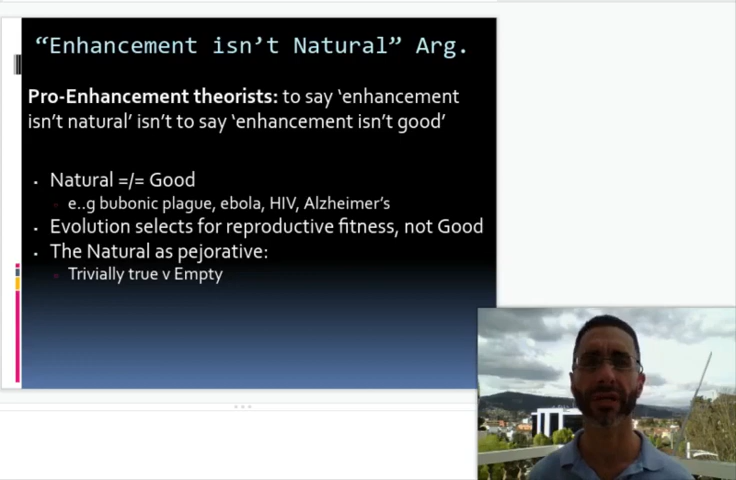 “Enhancement isn’t Natural” Arg.
Pro-Enhancement theorists: to say ‘enhancement
isn’t natural’ isn’t to say ‘enhancement isn’t good’
Natural =/= Good
e..g bubonic plague, ebola, HIV, Alzheimer’s
Evolution selects for reproductive fitness, not Good
The Natural as pejorative:
Trivially true v Empty